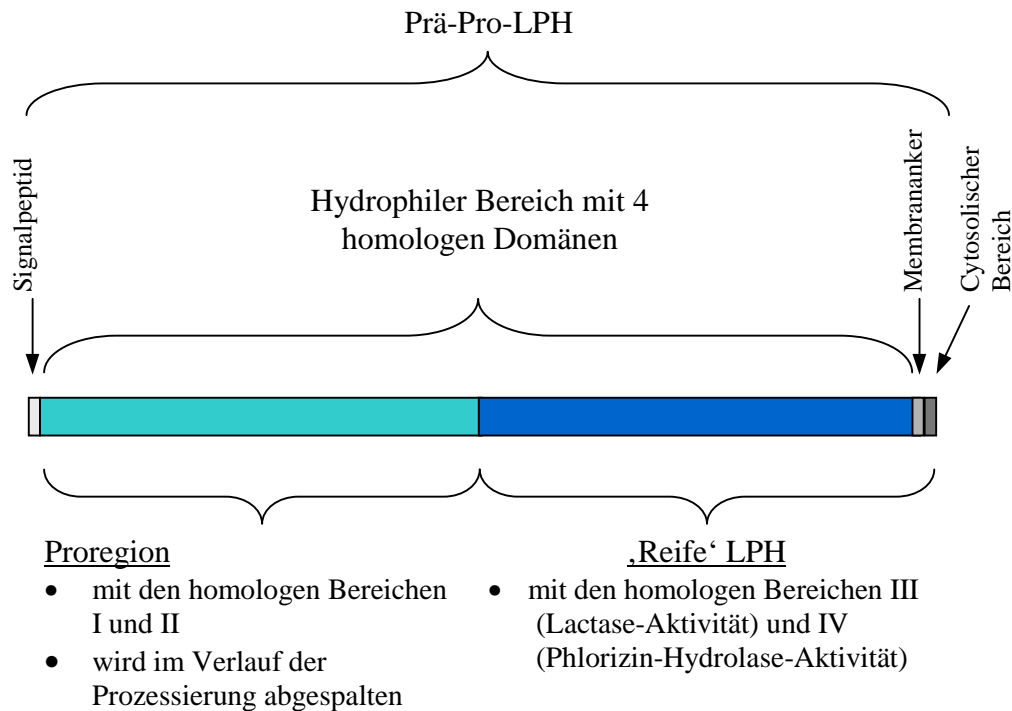 Prä-Pro-LPH
Signalpeptid
Hydrophiler Bereich mit 4
homologen Domänen
Membrananker
Cytosolischer
Bereich
Proregion
• mit den homologen Bereichen
I und II
• wird im Verlauf der
Prozessierung abgespalten
‚Reife‘ LPH
• mit den homologen Bereichen III
(Lactase-Aktivität) und IV
(Phlorizin-Hydrolase-Aktivität)